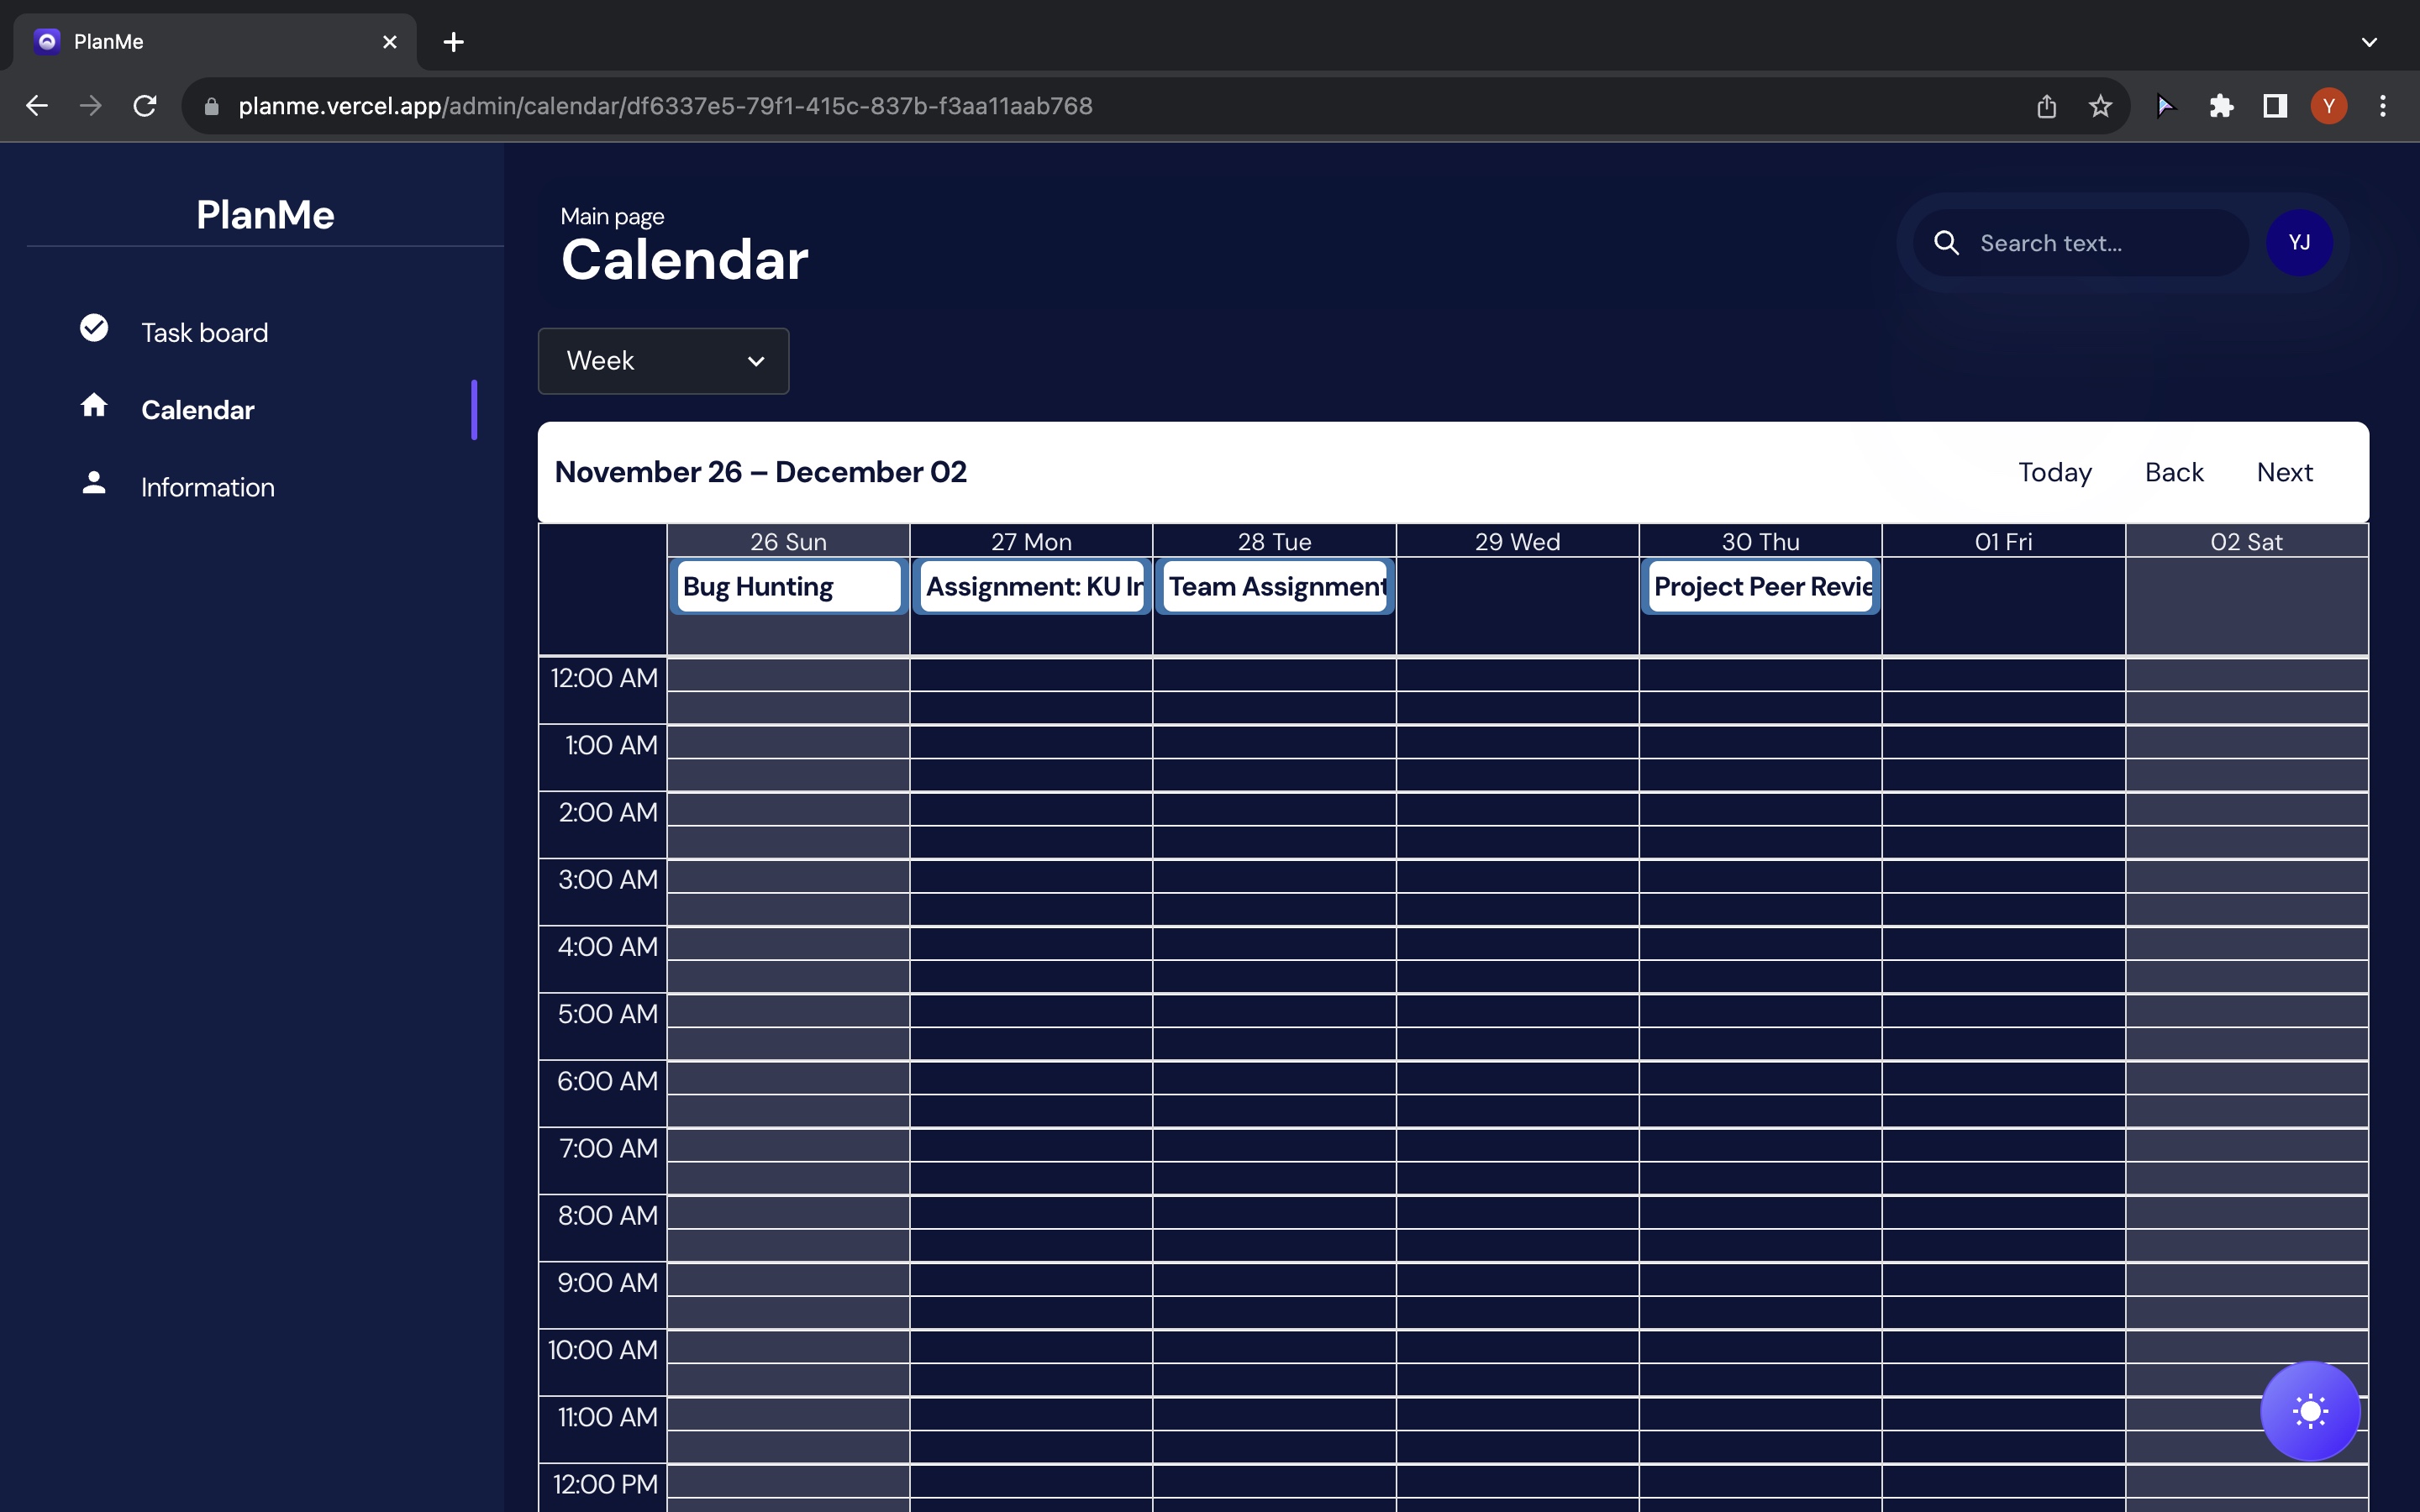 PlanMe
planme.vercel.app/admin/calendar/df6337e5-79f1-415c-837b-f3aa11aab768
Y
PlanMe
Task board
Calendar
Information
Main page
Calendar
Search text...
YJ
Week
November 26 – December 02
Today Back Next
26 Sun 27 Mon 28 Tue 29 Wed 30 Thu 01 Fri 02 Sat
Bug Hunting Assignment: KU In Team Assignment Project Peer Revie
12:00 AM
1:00 AM
2:00 AM
3:00 AM
4:00 AM
5:00 AM
6:00 AM
7:00 AM
8:00 AM
9:00 AM
10:00 AM
11:00 AM
12:00 PM